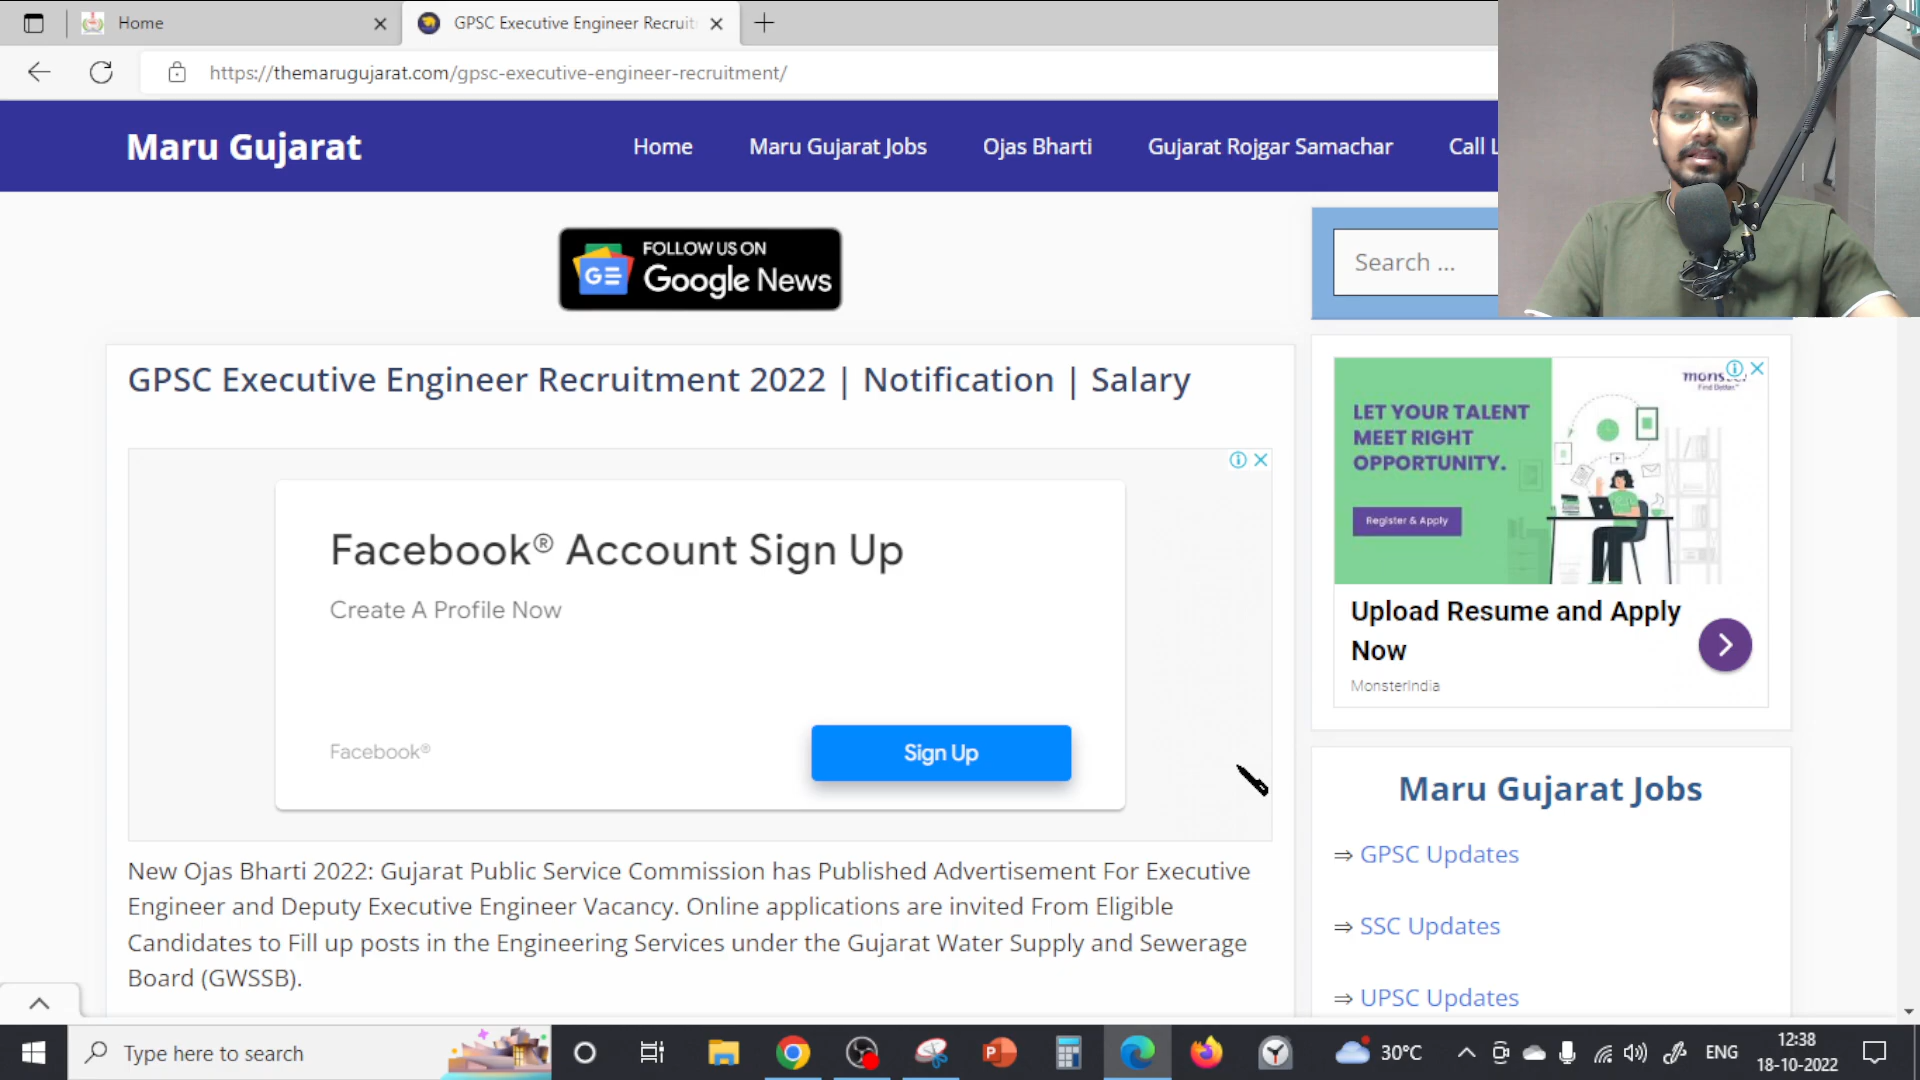 Home
GPSC Executive Engineer Recruit
https://themarugujarat.com/gpsc-executive-engineer-recruitment/
Maru Gujarat
Home
Maru Gujarat Jobs
Ojas Bharti
Gujarat Rojgar Samachar
Call L
FOLLOW US ON
Google News
GE
Search ...
GPSC Executive Engineer Recruitment 2022 | Notification | Salary
Facebook® Account Sign Up
Create A Profile Now
Facebook®
Sign Up
New Ojas Bharti 2022: Gujarat Public Service Commission has Published Advertisement For Executive
Engineer and Deputy Executive Engineer Vacancy. Online applications are invited From Eligible
Candidates to Fill up posts in the Engineering Services under the Gujarat Water Supply and Sewerage
Board (GWSSB).
Find Better
LET YOUR TALENT
MEET RIGHT
OPPORTUNITY.
Register & Apply
Upload Resume and Apply
Now
MonsterIndia
Maru Gujarat Jobs
⇒ GPSC Updates
⇒ SSC Updates
⇒ UPSC Updates
Type here to search
30°C
ENG
12:38
18-10-2022